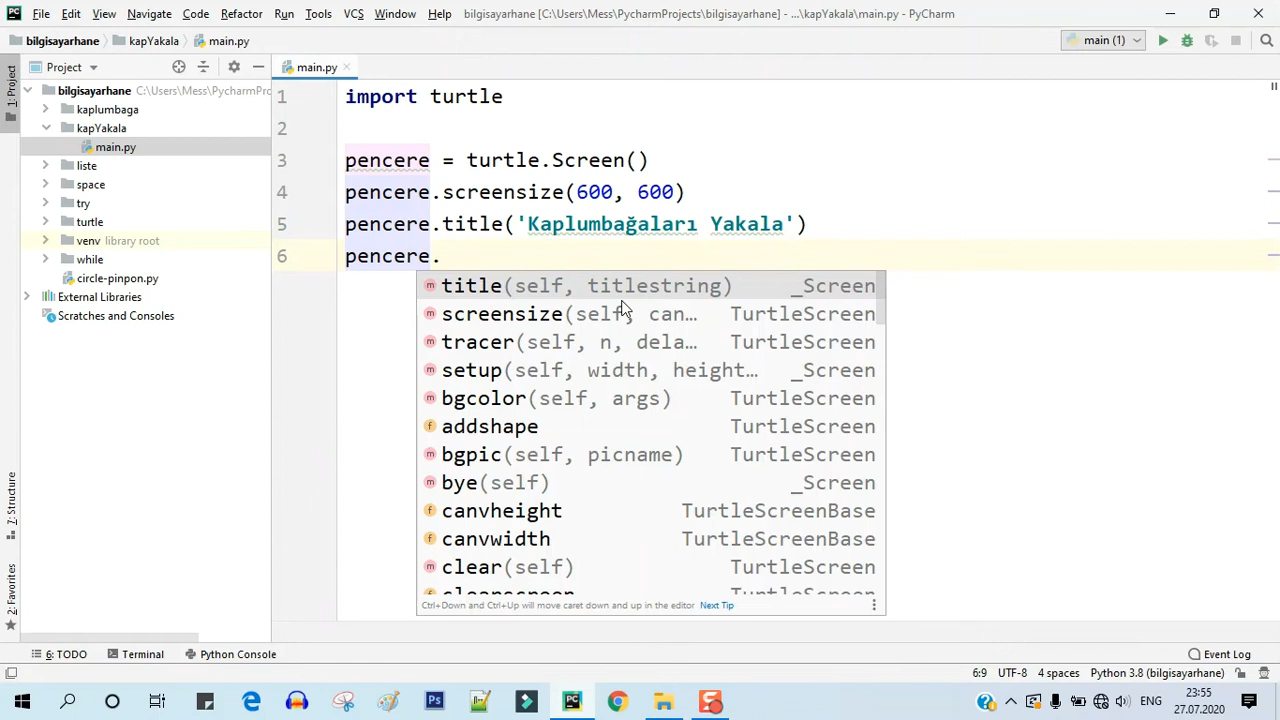 File Edit View Navigate Code Refactor Run Tools VCS Window Help bilgisayarhane [C:\Users\Mess\PycharmProjects\bilgisayarhane] - ...\kapYakala\main.py - PyCharm
bilgisayarhane kapYakala main.py main (1)
1: Project
Project
main.py
bilgisayarhane C:\Users\Mess\PycharmPro
kaplumbaga
kapYakala
main.py
liste
space
try
turtle
venv library root
while
circle-pinpon.py
External Libraries
Scratches and Consoles
1 import turtle
2
3 pencere = turtle.Screen()
4 pencere.screensize(600, 600)
5 pencere.title('Kaplumbağaları Yakala')
6 pencere.
m title(self, titlestring) _Screen
m screensize(self, can... TurtleScreen
m tracer(self, n, dela... TurtleScreen
m setup(self, width, height... _Screen
m bgcolor(self, args) TurtleScreen
f addshape TurtleScreen
m bgpic(self, picname) TurtleScreen
m bye(self) _Screen
f canvheight TurtleScreenBase
f canvwidth TurtleScreenBase
m clear(self) TurtleScreen
f clearscreen TurtleScreen
Ctrl+Down and Ctrl+Up will move caret down and up in the editor Next Tip
7: Structure
2: Favorites
6: TODO Terminal Python Console Event Log
6:9 UTF-8 4 spaces Python 3.8 (bilgisayarhane)
Ps
ENG 23:55
27.07.2020